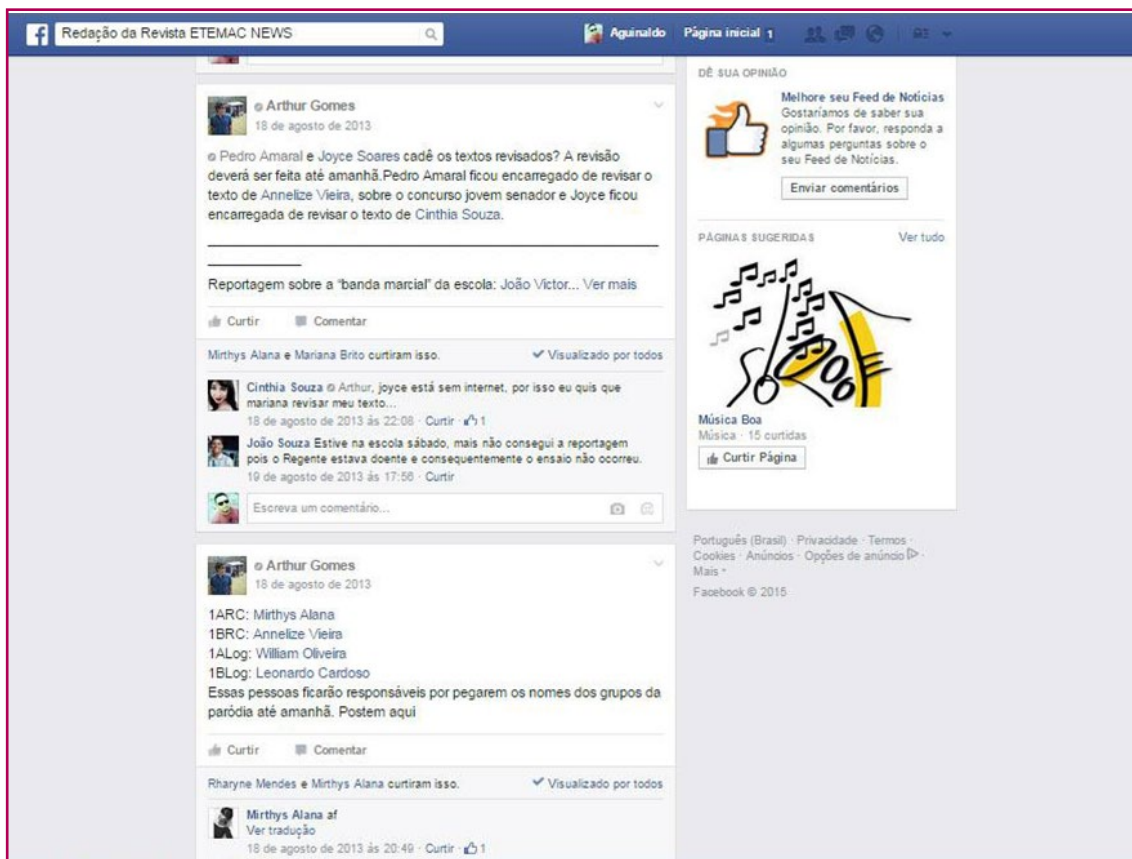 Redação da Revista ETEMAC NEWS
Aguinaldo
Página inicial 1
Arthur Gomes
18 de agosto de 2013
Pedro Amaral e Joyce Soares cadê os textos revisados? A revisão
deverá ser feita até amanhã.Pedro Amaral ficou encarregado de revisar o
texto de Annelize Vieira, sobre o concurso jovem senador e Joyce ficou
encarregada de revisar o texto de Cinthia Souza.
Reportagem sobre a "banda marcial" da escola: João Victor... Ver mais
Curtir Comentar
Mirthys Alana e Mariana Brito curtiram isso. Visualizado por todos
Cinthia Souza Arthur, joyce está sem internet, por isso eu quis que
mariana revisar meu texto...
18 de agosto de 2013 às 22:08 · Curtir · 1
João Souza Estive na escola sábado, mais não consegui a reportagem
pois o Regente estava doente e consequentemente o ensaio não ocorreu.
19 de agosto de 2013 às 17:56 · Curtir
Escreva um comentário...
Arthur Gomes
18 de agosto de 2013
1ARC: Mirthys Alana
1BRC: Annelize Vieira
1ALog: William Oliveira
1BLog: Leonardo Cardoso
Essas pessoas ficarão responsáveis por pegarem os nomes dos grupos da
paródia até amanhã. Postem aqui
Curtir Comentar
Rharyne Mendes e Mirthys Alana curtiram isso. Visualizado por todos
Mirthys Alana af
Ver tradução
18 de agosto de 2013 às 20:49 · Curtir · 1
DÊ SUA OPINIÃO
Melhore seu Feed de Notícias
Gostaríamos de saber sua
opinião. Por favor, responda a
algumas perguntas sobre o
seu Feed de Notícias.
Enviar comentários
PÁGINAS SUGERIDAS Ver tudo
Música Boa
Música · 15 curtidas
Curtir Página
Português (Brasil) · Privacidade · Termos ·
Cookies · Anúncios · Opções de anúncio ·
Mais
Facebook © 2015